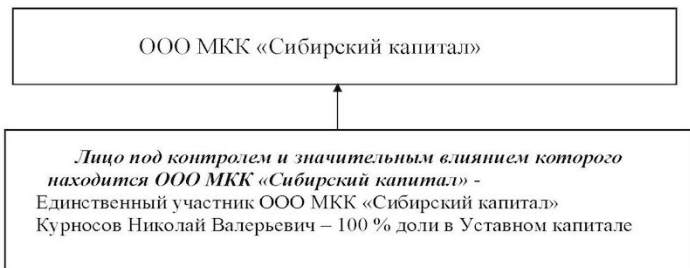 ООО МКК «Сибирский капитал»
Лицо под контролем и значительным влиянием которого
находится ООО МКК «Сибирский капитал» -
Единственный участник ООО МКК «Сибирский капитал»
Курносов Николай Валерьевич – 100 % доли в Уставном капитале